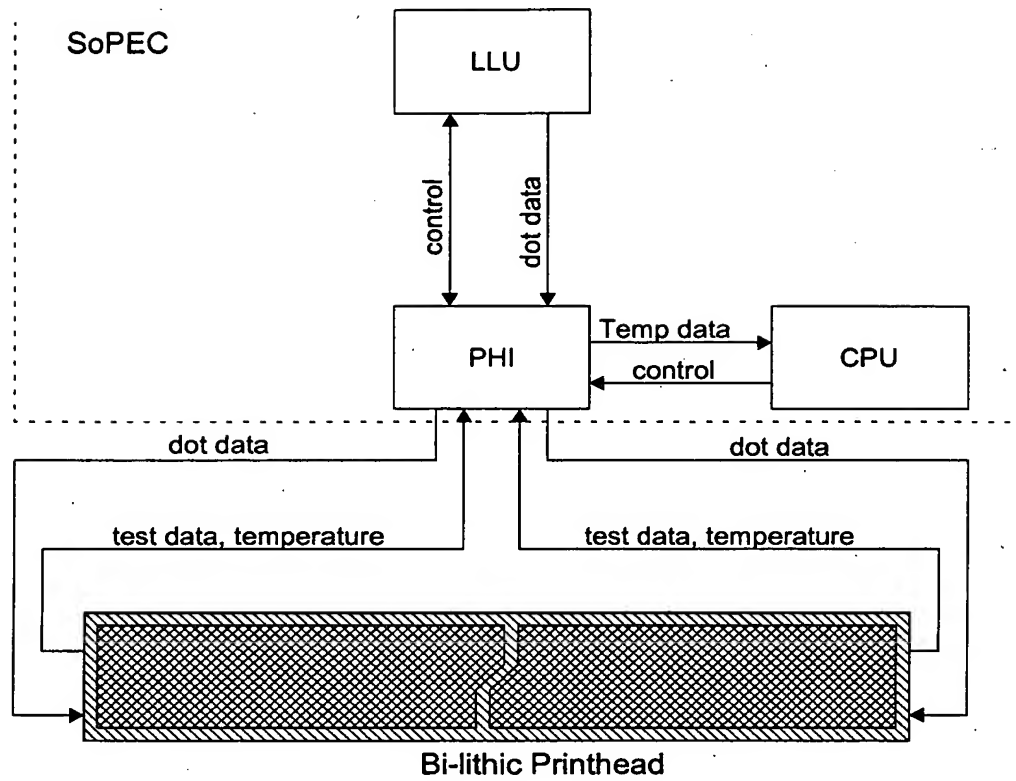 SoPEC
LLU
control
dot data
PHI
Temp data
control
CPU
dot data
dot data
test data, temperature
test data, temperature
Bi-lithic Printhead